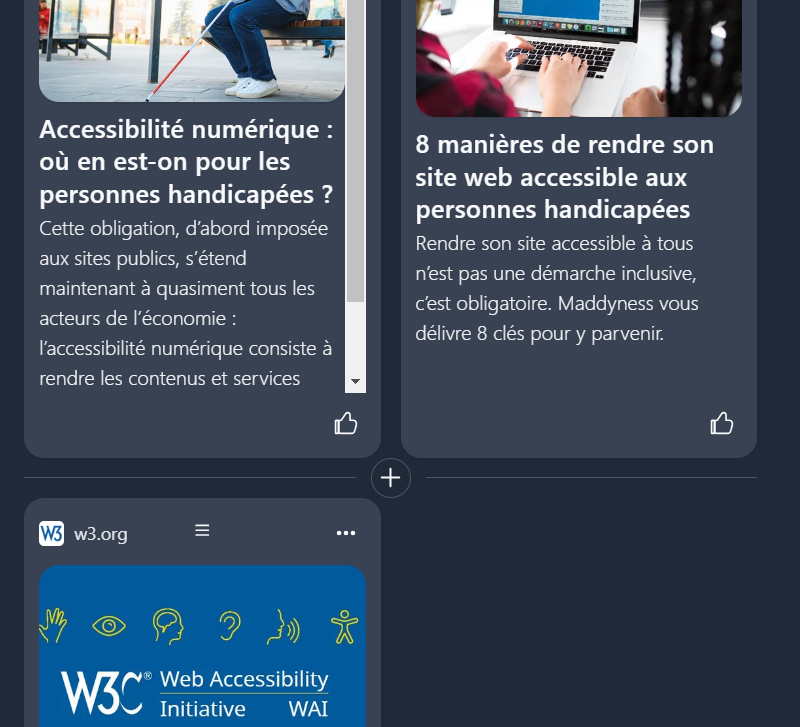 Accessibilité numérique :
où en est-on pour les
personnes handicapées ?
Cette obligation, d’abord imposée
aux sites publics, s’étend
maintenant à quasiment tous les
acteurs de l’économie :
l’accessibilité numérique consiste à
rendre les contenus et services
8 manières de rendre son
site web accessible aux
personnes handicapées
Rendre son site accessible à tous
n’est pas une démarche inclusive,
c’est obligatoire. Maddyness vous
délivre 8 clés pour y parvenir.
W3 w3.org
W3C® Web Accessibility
Initiative WAI